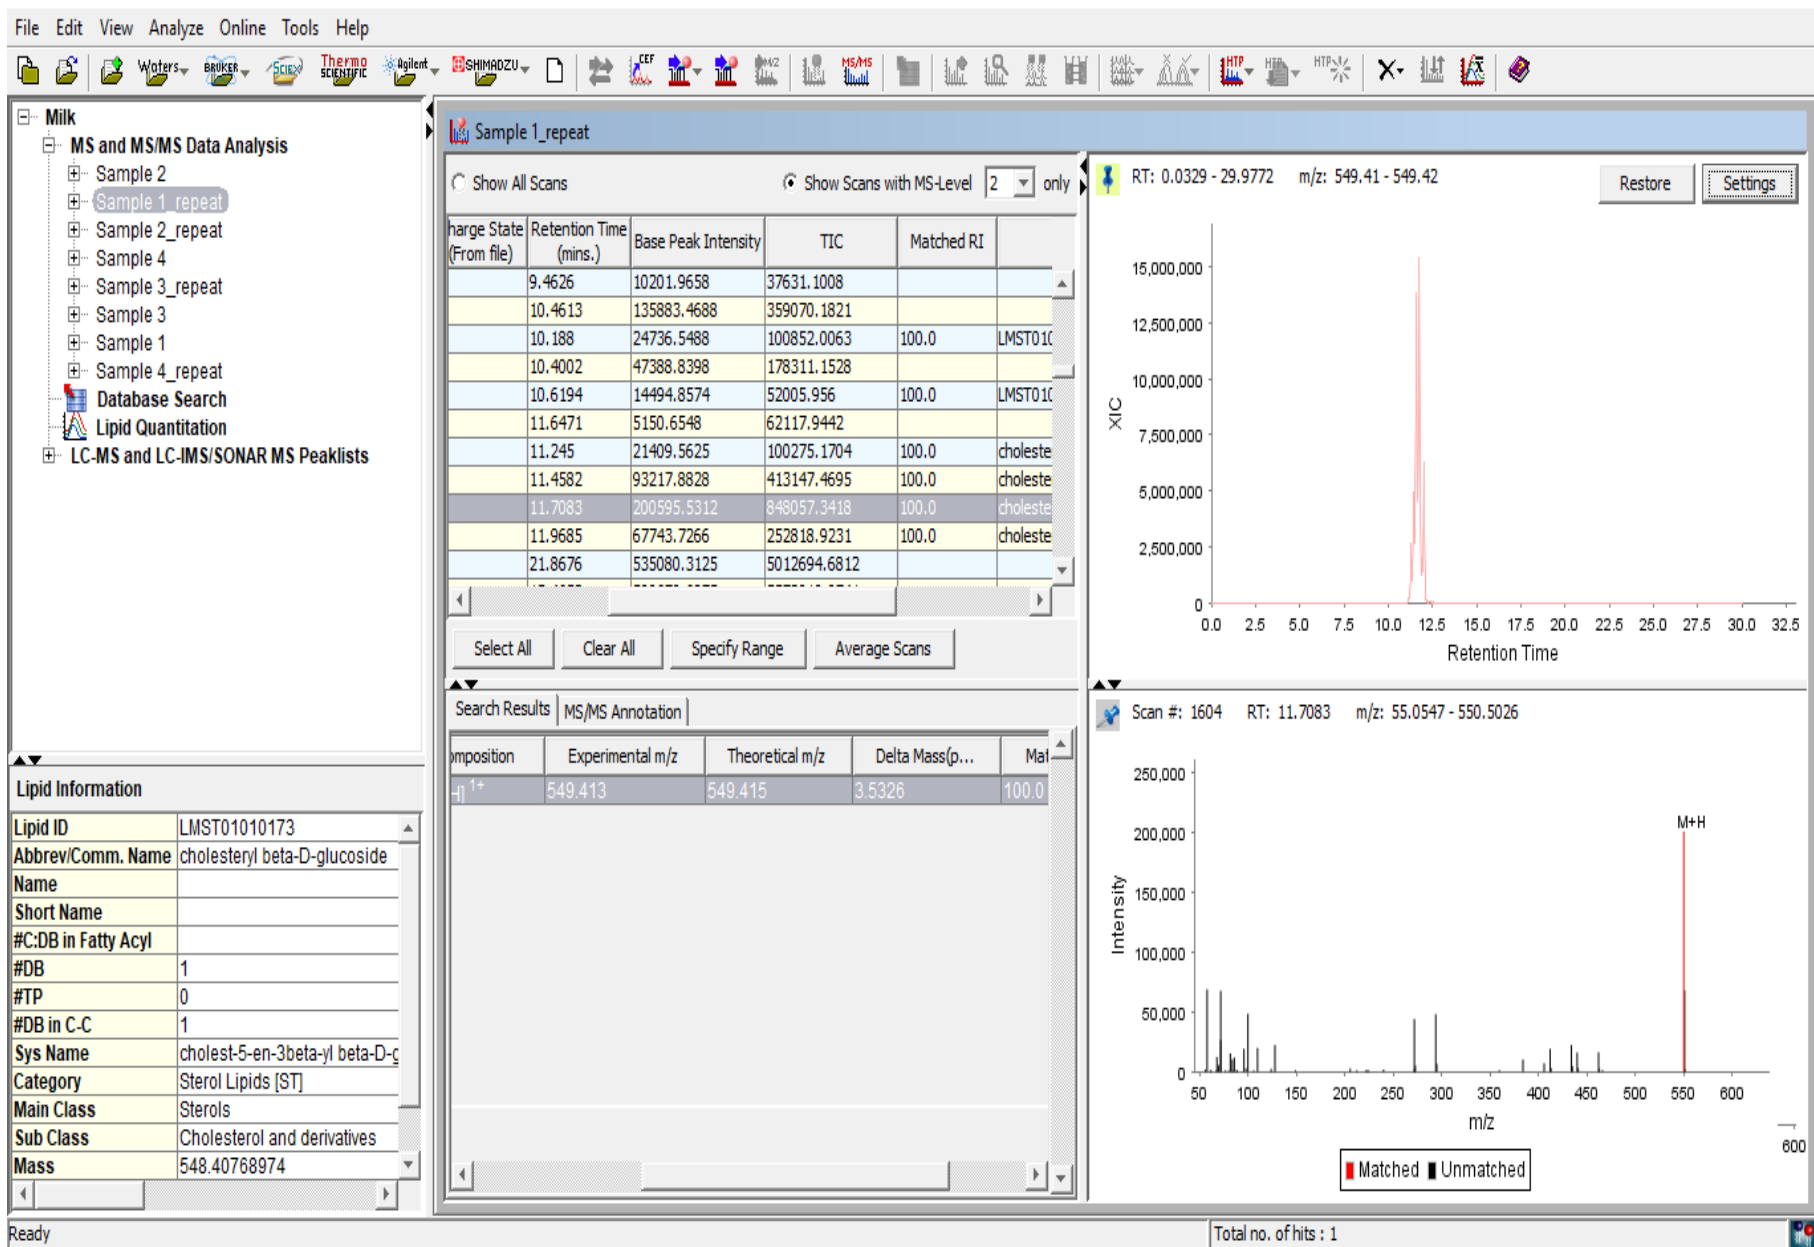 File Edit View Analyze Online Tools Help
Waters BRUKER SCIEX Thermo SCIENTIFIC Agilent SHIMADZU CEF M/Z MS/MS HTP HTP HTP
Milk
MS and MS/MS Data Analysis
Sample 2
Sample 1_repeat
Sample 2_repeat
Sample 4
Sample 3_repeat
Sample 3
Sample 1
Sample 4_repeat
Database Search
Lipid Quantitation
LC-MS and LC-IMS/SONAR MS Peaklists
Lipid Information
Lipid ID LMST01010173
Abbrev/Comm. Name cholesteryl beta-D-glucoside
Name
Short Name
#C:DB in Fatty Acyl
#DB 1
#TP 0
#DB in C-C 1
Sys Name cholest-5-en-3beta-yl beta-D-g
Category Sterol Lipids [ST]
Main Class Sterols
Sub Class Cholesterol and derivatives
Mass 548.40768974
Sample 1_repeat
Show All Scans Show Scans with MS-Level 2 only
harge State (From file) Retention Time (mins.) Base Peak Intensity TIC Matched RI
9.4626 10201.9658 37631.1008
10.4613 135883.4688 359070.1821
10.188 24736.5488 100852.0063 100.0 LMST010
10.4002 47388.8398 178311.1528
10.6194 14494.8574 52005.956 100.0 LMST010
11.6471 5150.6548 62117.9442
11.245 21409.5625 100275.1704 100.0 choleste
11.4582 93217.8828 413147.4695 100.0 choleste
11.7083 200595.5312 848057.3418 100.0 choleste
11.9685 67743.7266 252818.9231 100.0 choleste
21.8676 535080.3125 5012694.6812
Select All Clear All Specify Range Average Scans
Search Results MS/MS Annotation
omposition Experimental m/z Theoretical m/z Delta Mass(p... Mat
H] 1+ 549.413 549.415 3.5326 100.0
RT: 0.0329 - 29.9772 m/z: 549.41 - 549.42 Restore Settings
XIC
15,000,000
12,500,000
10,000,000
7,500,000
5,000,000
2,500,000
0
0.0 2.5 5.0 7.5 10.0 12.5 15.0 17.5 20.0 22.5 25.0 27.5 30.0 32.5
Retention Time
Scan #: 1604 RT: 11.7083 m/z: 55.0547 - 550.5026
M+H
Intensity
250,000
200,000
150,000
100,000
50,000
0
50 100 150 200 250 300 350 400 450 500 550 600
m/z
600
Matched Unmatched
Ready Total no. of hits : 1